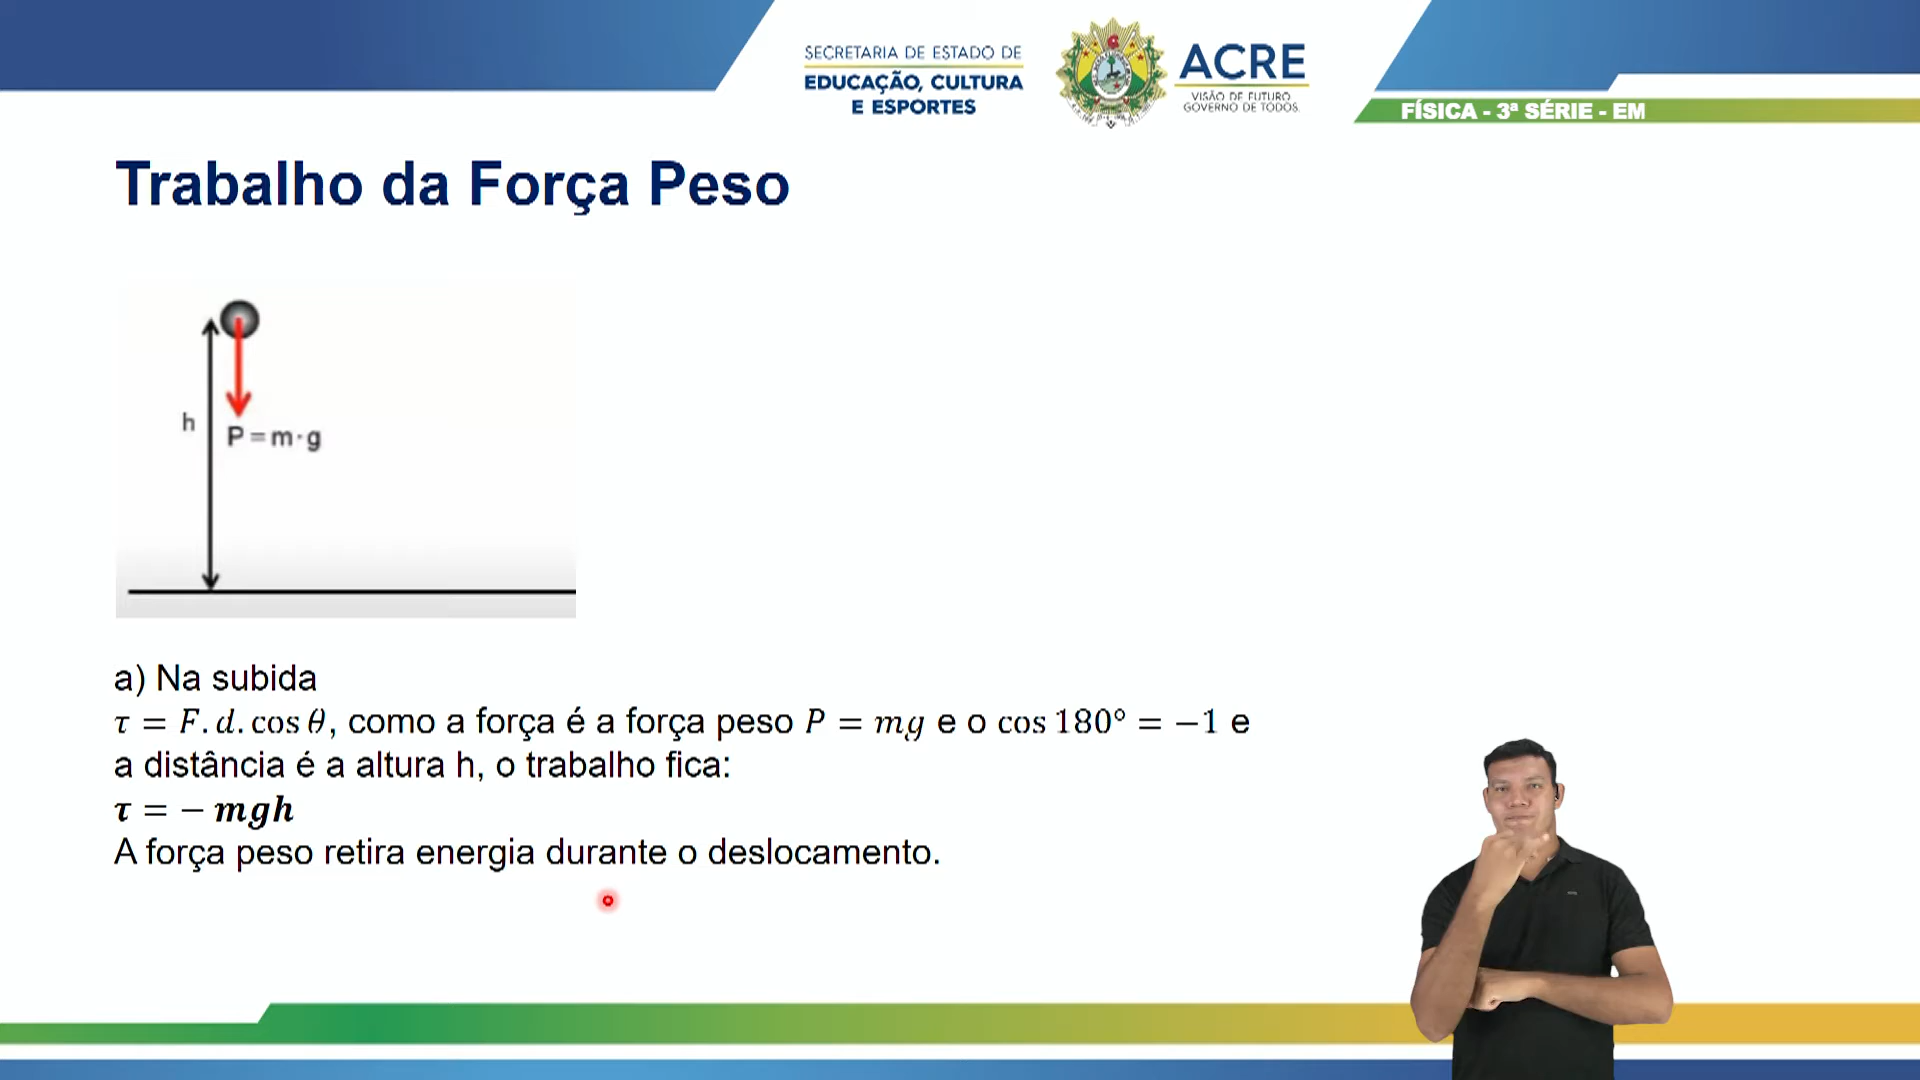 SECRETARIA DE ESTADO DE
EDUCAÇÃO, CULTURA
E ESPORTES
ACRE
VISÃO DE FUTURO
GOVERNO DE TODOS
FÍSICA - 3ª SÉRIE - EM
Trabalho da Força Peso
h
P = m · g
a) Na subida
τ = F. d. cos θ, como a força é a força peso P = mg e o cos 180° = −1 e
a distância é a altura h, o trabalho fica:
τ = − mgh
A força peso retira energia durante o deslocamento.